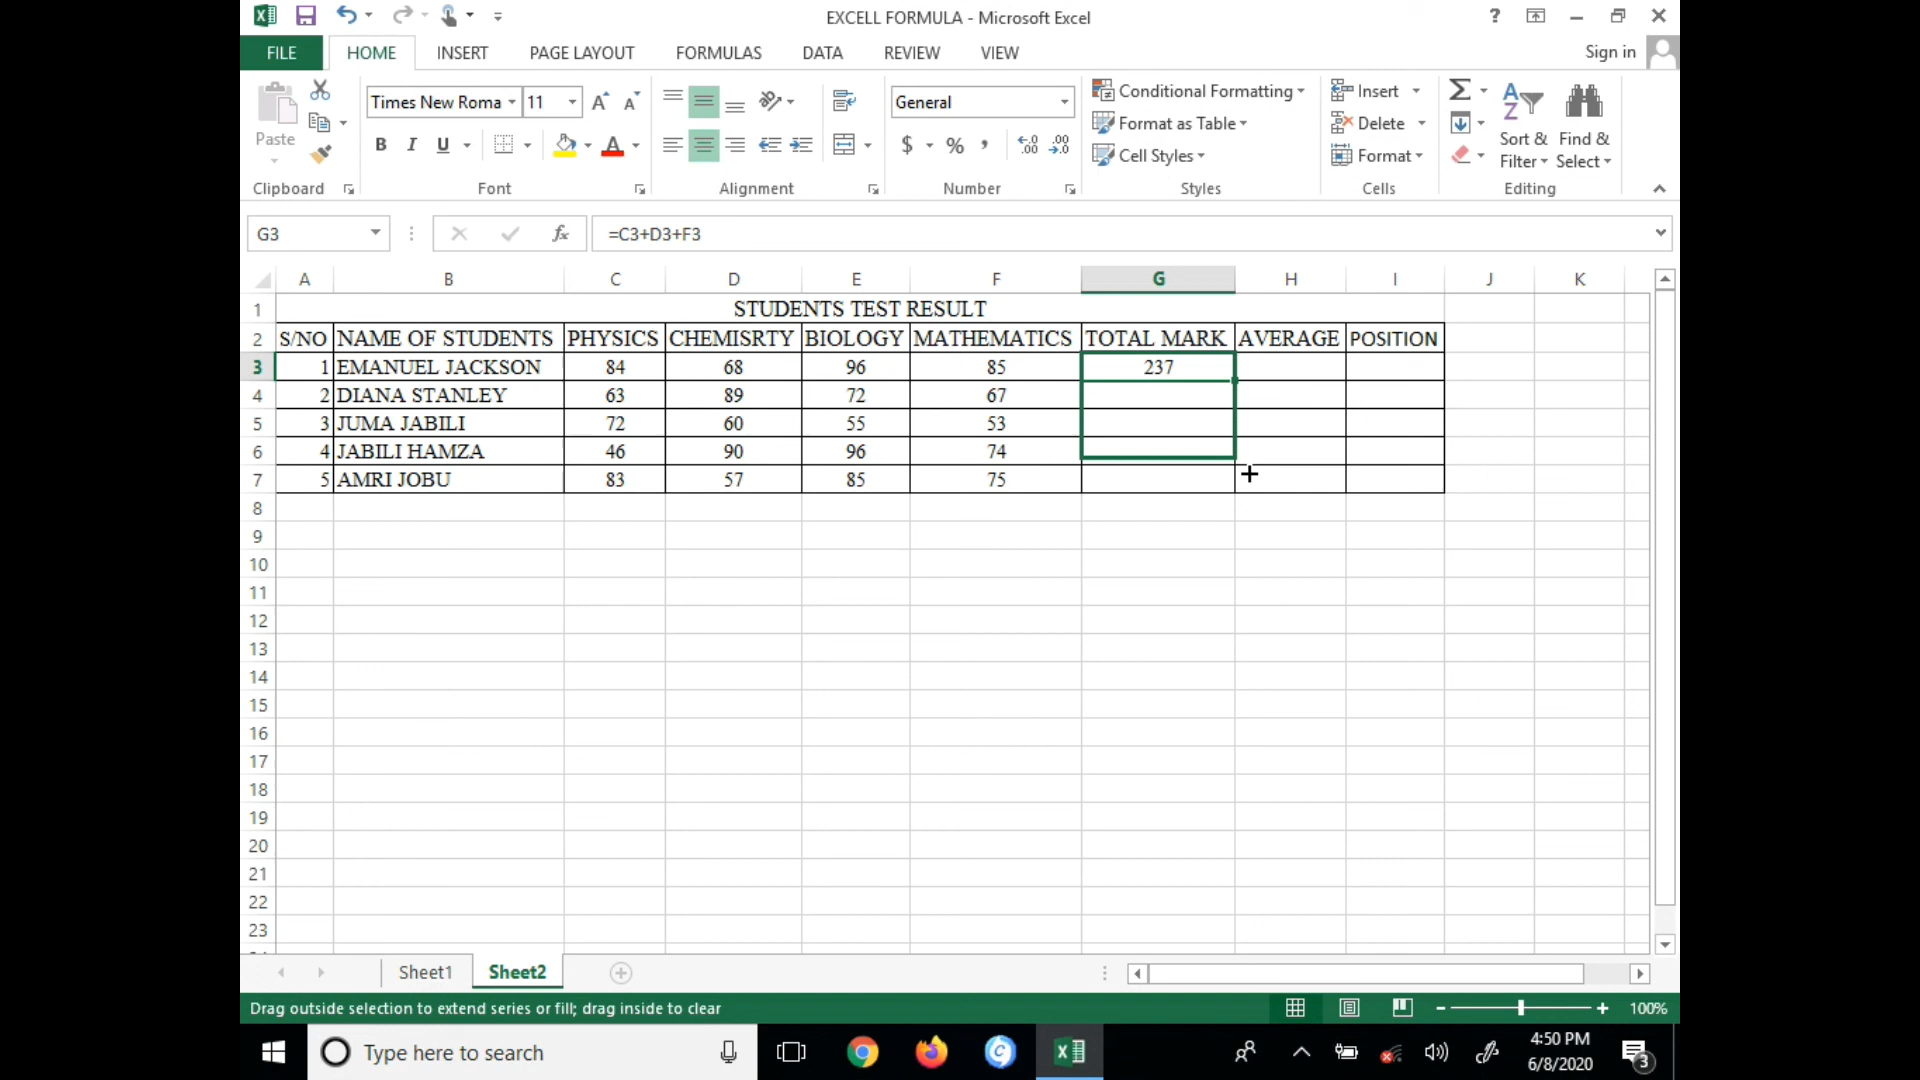 EXCELL FORMULA - Microsoft Excel ?
FILE HOME INSERT PAGE LAYOUT FORMULAS DATA REVIEW VIEW Sign in
Paste
Times New Roma 11
B I U
General
$ % ,
Conditional Formatting
Format as Table
Cell Styles
Insert
Delete
Format
Sort & Filter
Find & Select
Clipboard Font Alignment Number Styles Cells Editing
G3 fx =C3+D3+F3
A B C D E F G H I J K
1 STUDENTS TEST RESULT
2 S/NO NAME OF STUDENTS PHYSICS CHEMISRTY BIOLOGY MATHEMATICS TOTAL MARK AVERAGE POSITION
3 1 EMANUEL JACKSON 84 68 96 85 237
4 2 DIANA STANLEY 63 89 72 67
5 3 JUMA JABILI 72 60 55 53
6 4 JABILI HAMZA 46 90 96 74
7 5 AMRI JOBU 83 57 85 75
8
9
10
11
12
13
14
15
16
17
18
19
20
21
22
23
Sheet1 Sheet2
Drag outside selection to extend series or fill; drag inside to clear 100%
Type here to search
4:50 PM
6/8/2020
3